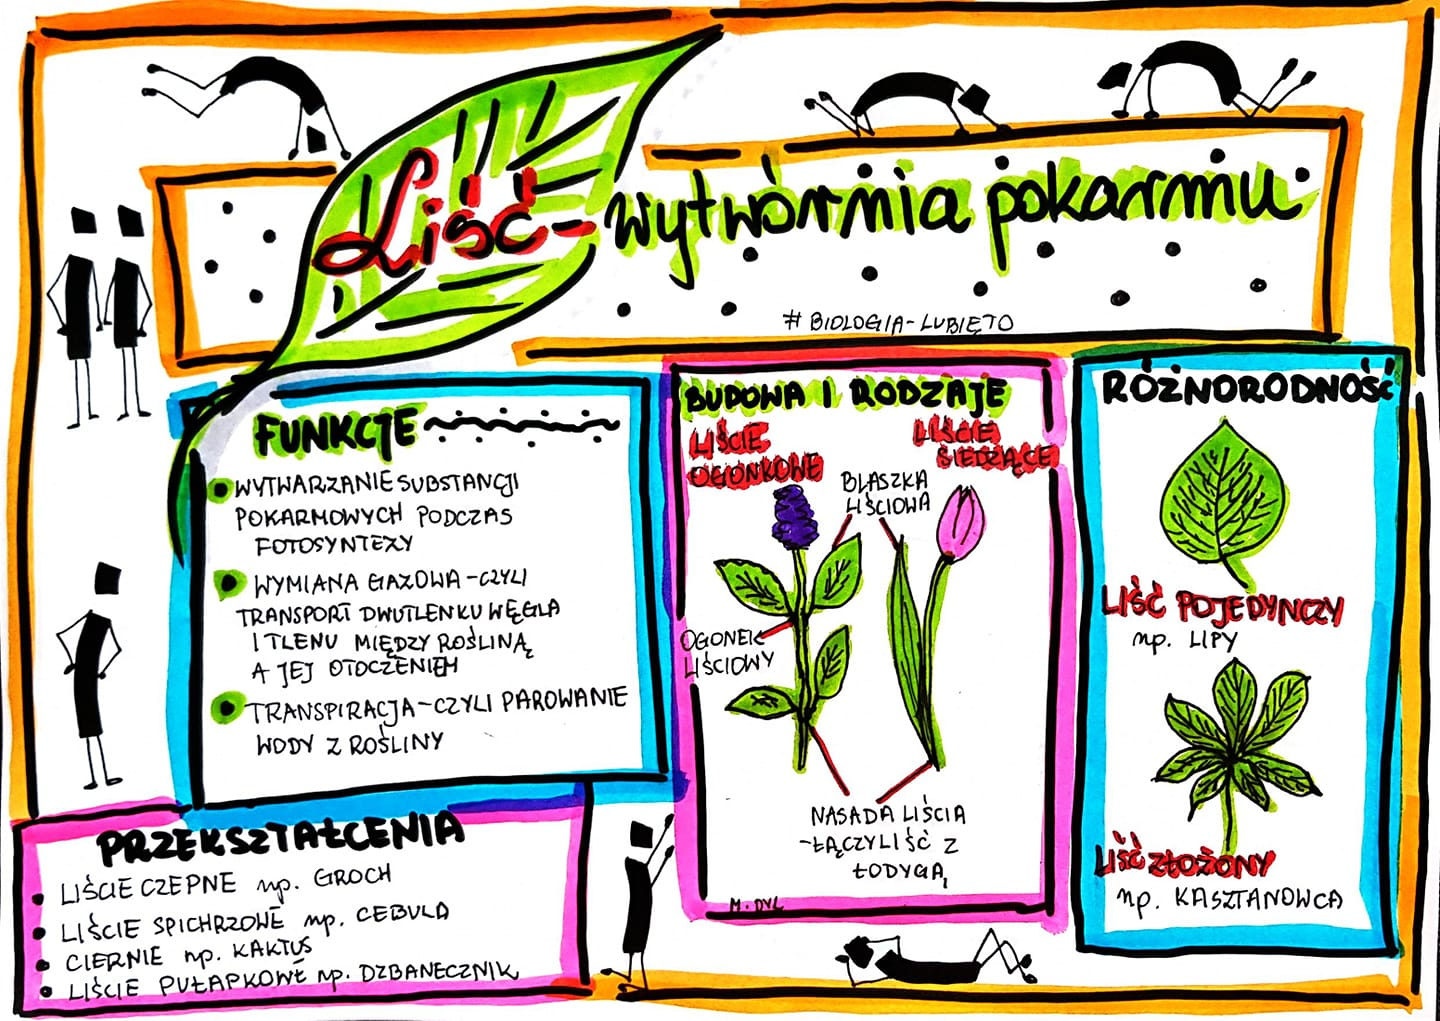 Liść - wytwórnia pokarmu
# BIOLOGIA-LUBIĘTO
FUNKCJE
WYTWARZANIE SUBSTANCJI
POKARMOWYCH PODCZAS
FOTOSYNTEZY
WYMIANA GAZOWA - CZYLI
TRANSPORT DWUTLENKU WĘGLA
I TLENU MIĘDZY ROŚLINĄ
A JEJ OTOCZENIEM
TRANSPIRACJA - CZYLI PAROWANIE
WODY Z ROŚLINY
PRZEKSZTAŁCENIA
LIŚCIE CZEPNE np. GROCH
LIŚCIE SPICHRZOWE np. CEBULA
CIERNIE np. KAKTUS
LIŚCIE PUŁAPKOWE np. DZBANECZNIK
BUDOWA I RODZAJE
LIŚCIE
OGONKOWE
LIŚCIE
SIEDZĄCE
BLASZKA
LIŚCIOWA
OGONEK
LIŚCIOWY
NASADA LIŚCIA
- ŁĄCZY LIŚĆ Z
ŁODYGĄ
M. DYL
RÓŻNORODNOŚĆ
LIŚĆ POJEDYNCZY
np. LIPY
LIŚĆ ZŁOŻONY
np. KASZTANOWCA